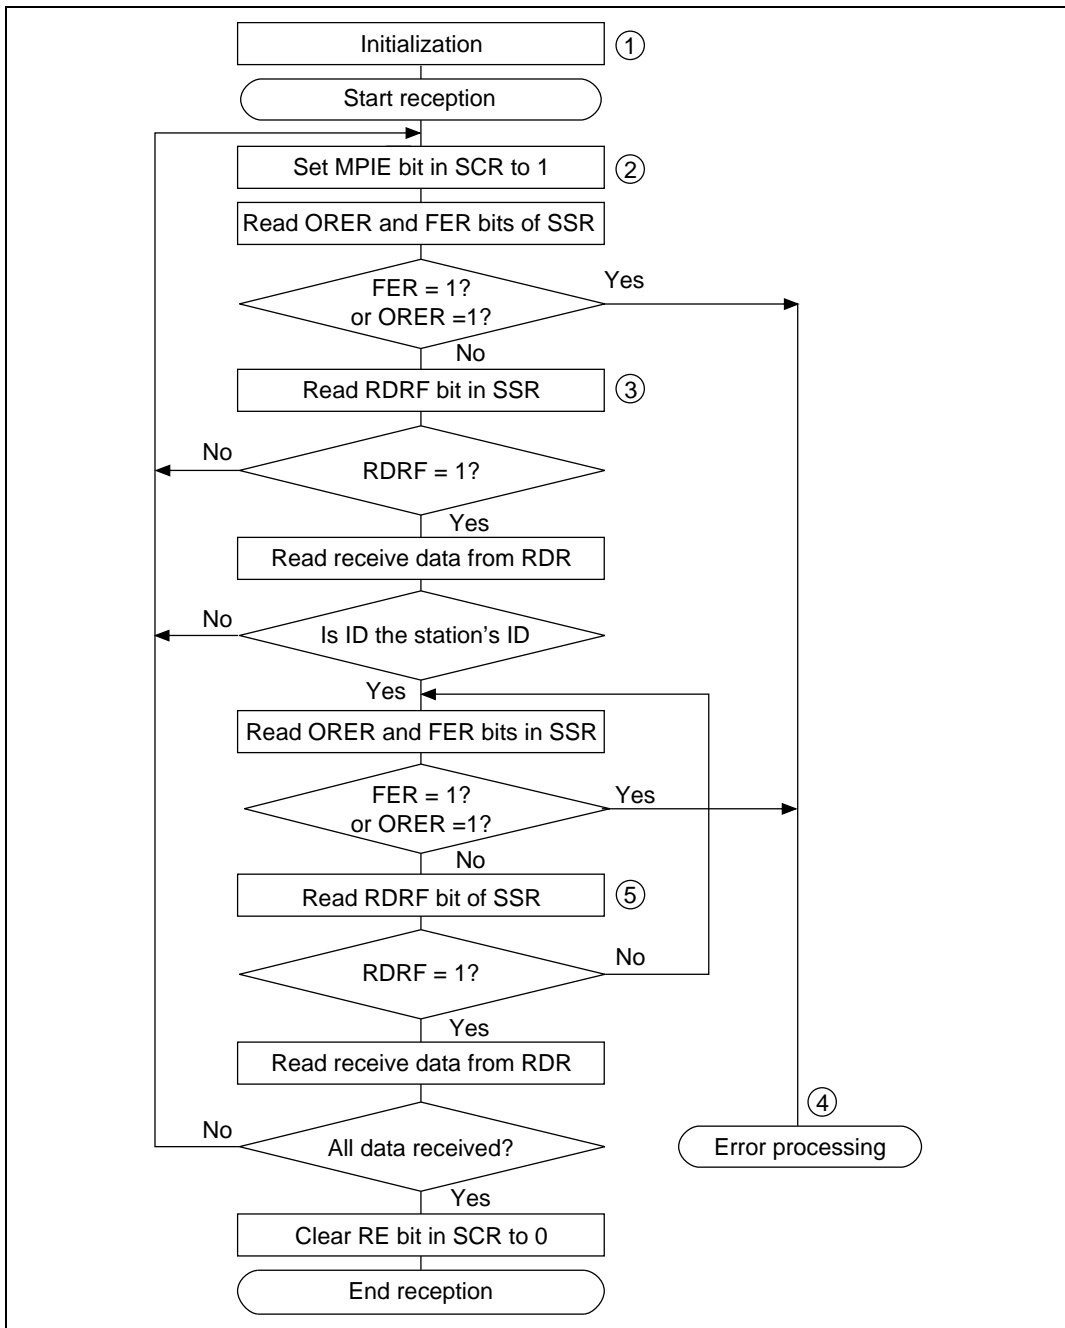 Initialization
①
Start reception
Set MPIE bit in SCR to 1
②
Read ORER and FER bits of SSR
FER = 1?
or ORER =1?
Yes
No
Read RDRF bit in SSR
③
RDRF = 1?
No
Yes
Read receive data from RDR
Is ID the station's ID
No
Yes
Read ORER and FER bits in SSR
FER = 1?
or ORER =1?
Yes
No
Read RDRF bit of SSR
⑤
RDRF = 1?
No
Yes
Read receive data from RDR
④
Error processing
All data received?
No
Yes
Clear RE bit in SCR to 0
End reception